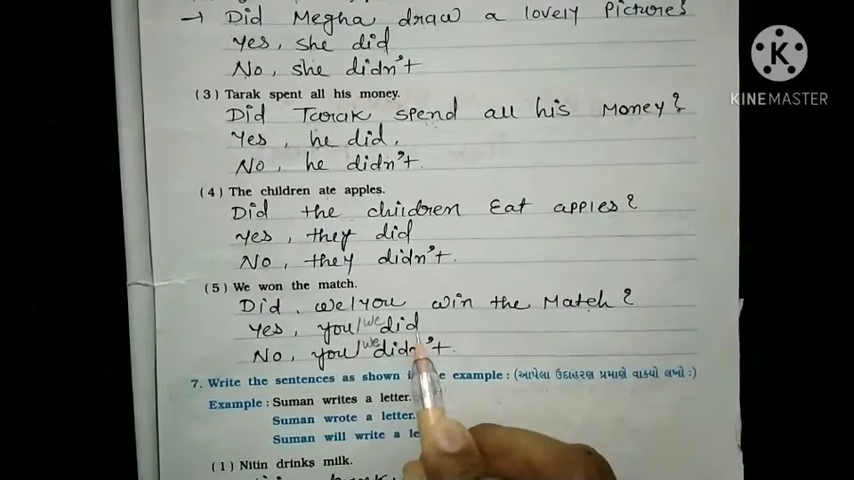 → Did Megha draw a lovely Picture?
Yes, she did
No, she didn't
(3) Tarak spent all his money.
Did Tarak spend all his Money?
Yes, he did.
No, he didn't.
(4) The children ate apples.
Did the children Eat apples?
Yes, they did
No, they didn't.
(5) We won the match.
Did we/you win the Match?
Yes, you/we did
No, you/we didn't.
7. Write the sentences as shown i e example: (આપેલા ઉદાહરણ પ્રમાણે વાક્યો લખો:)
Example: Suman writes a letter.
Suman wrote a letter.
Suman will write a le
(1) Nitin drinks milk.
K
KINEMASTER